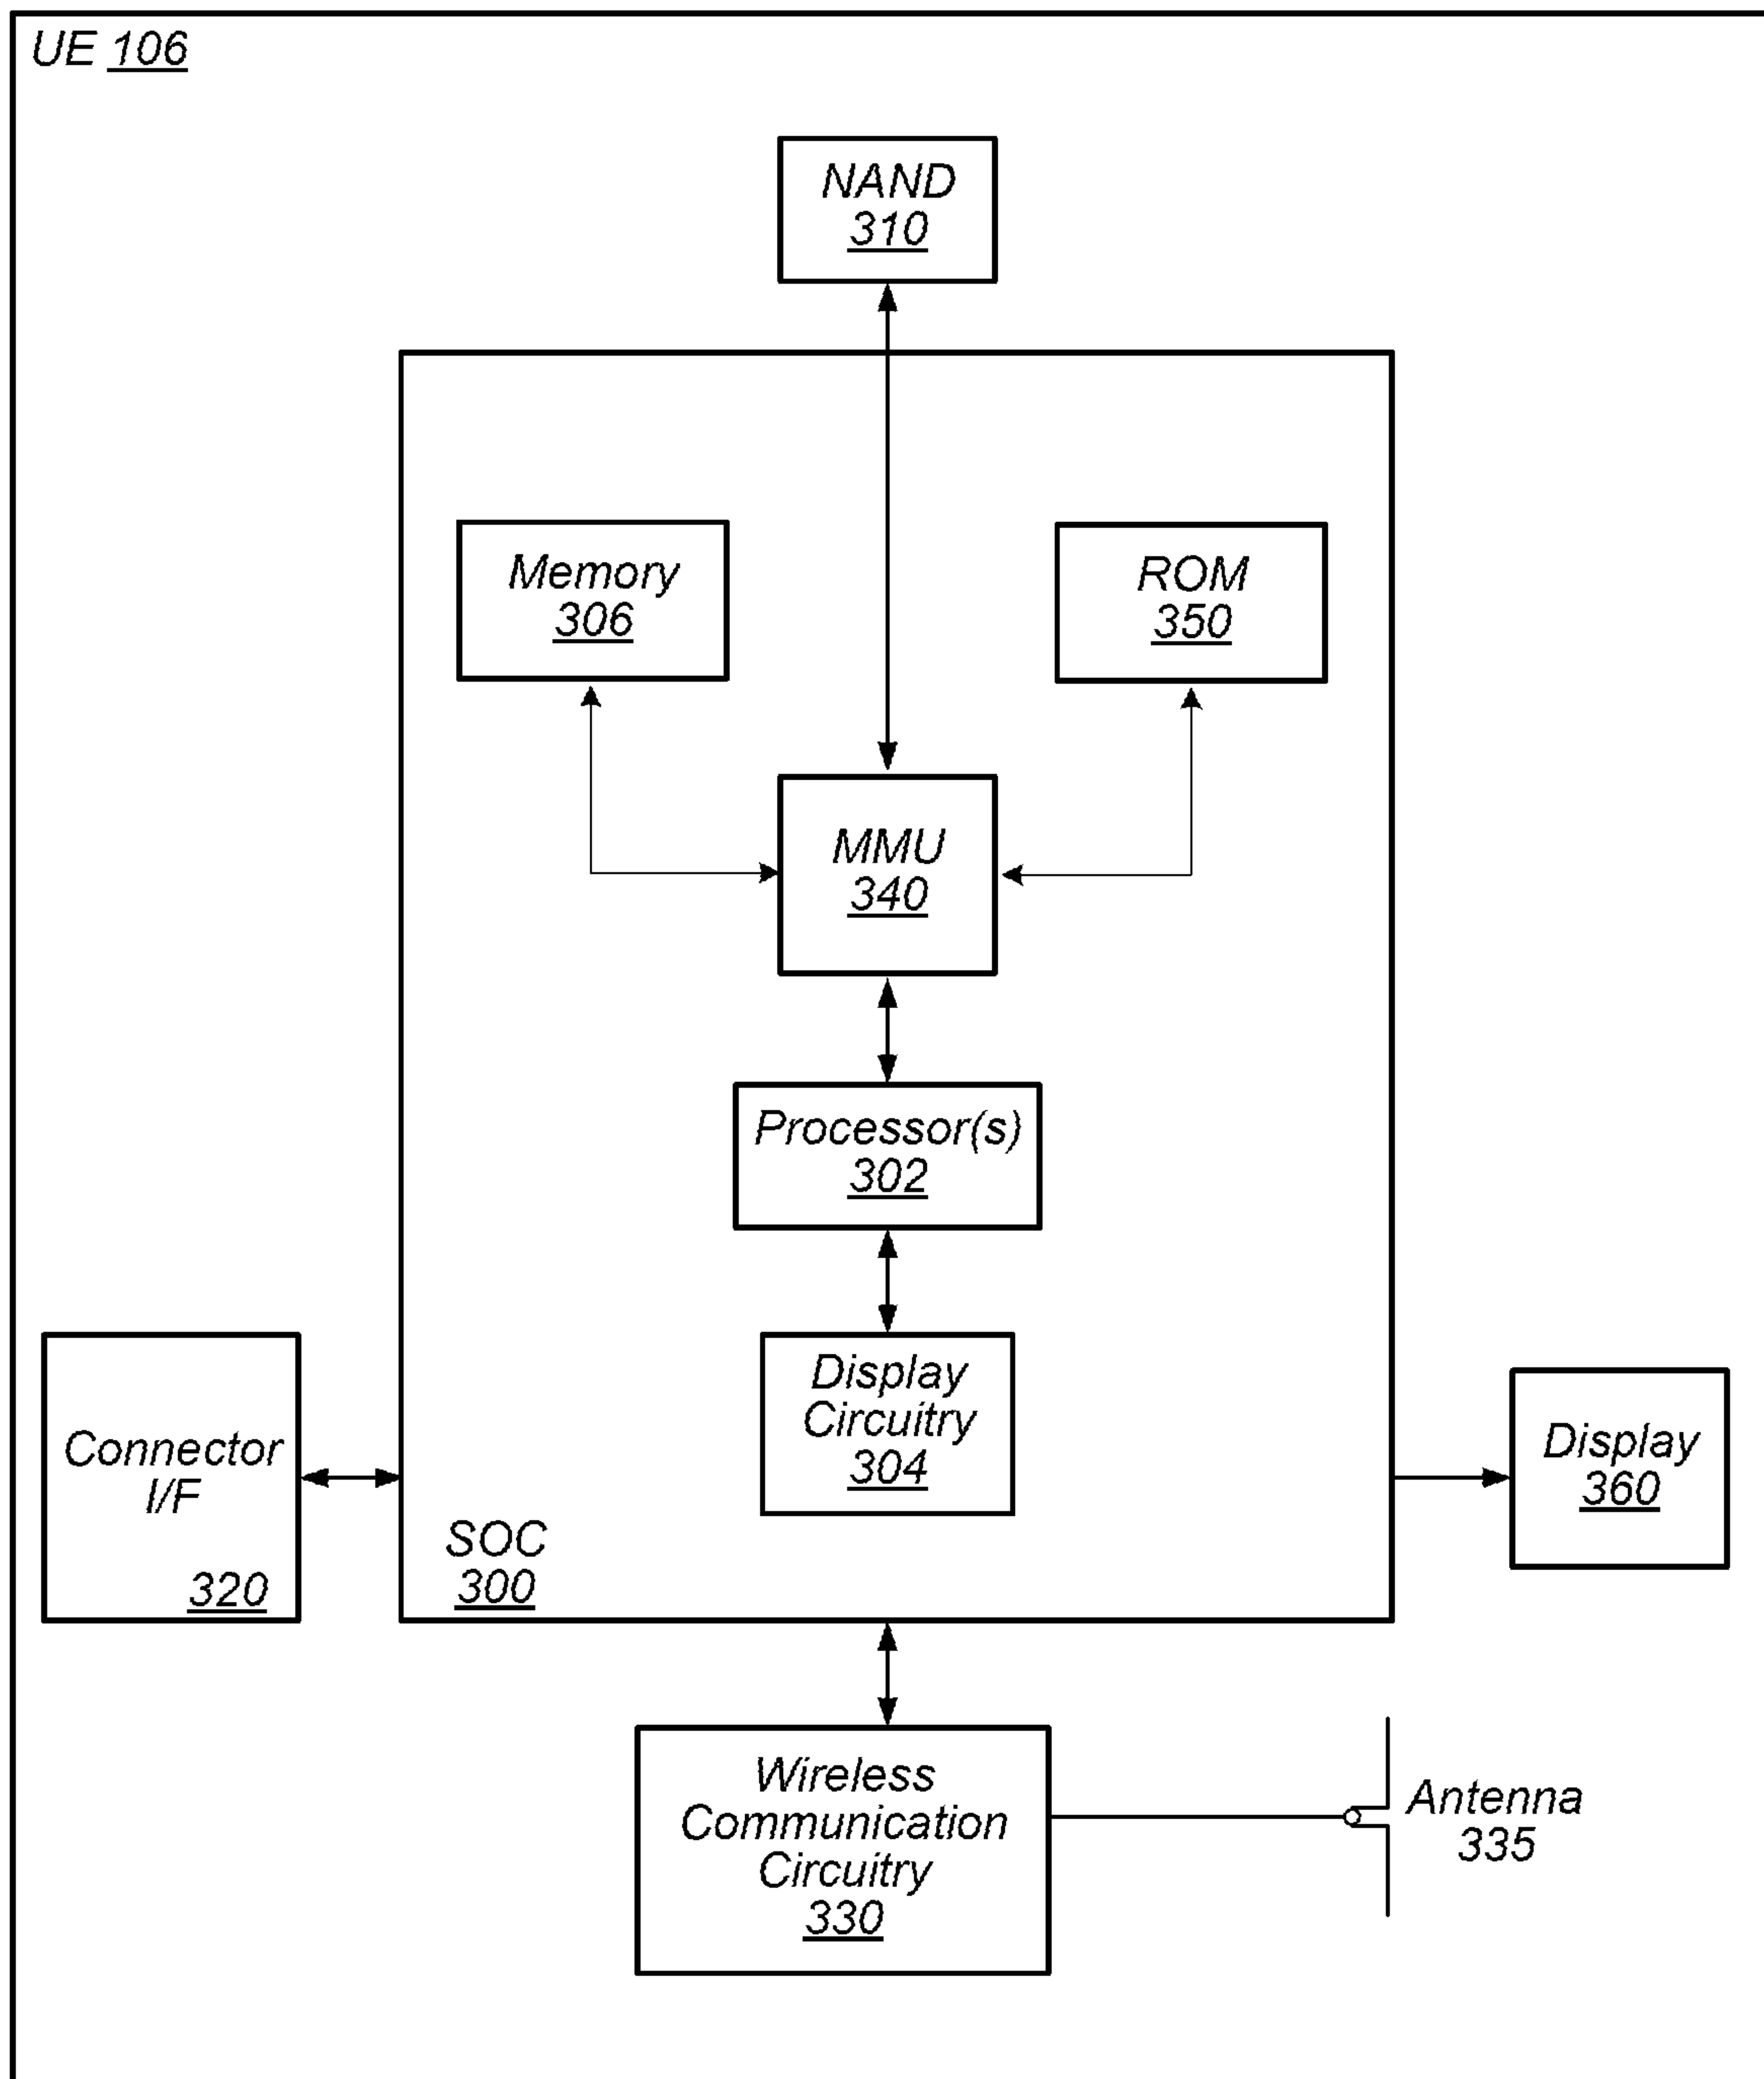 UE 106
NAND
310
Memory
306
ROM
350
MMU
340
Processor(s)
302
Display
Circuitry
304
Connector
I/F
320
SOC
300
Display
360
Wireless
Communication
Circuitry
330
Antenna
335